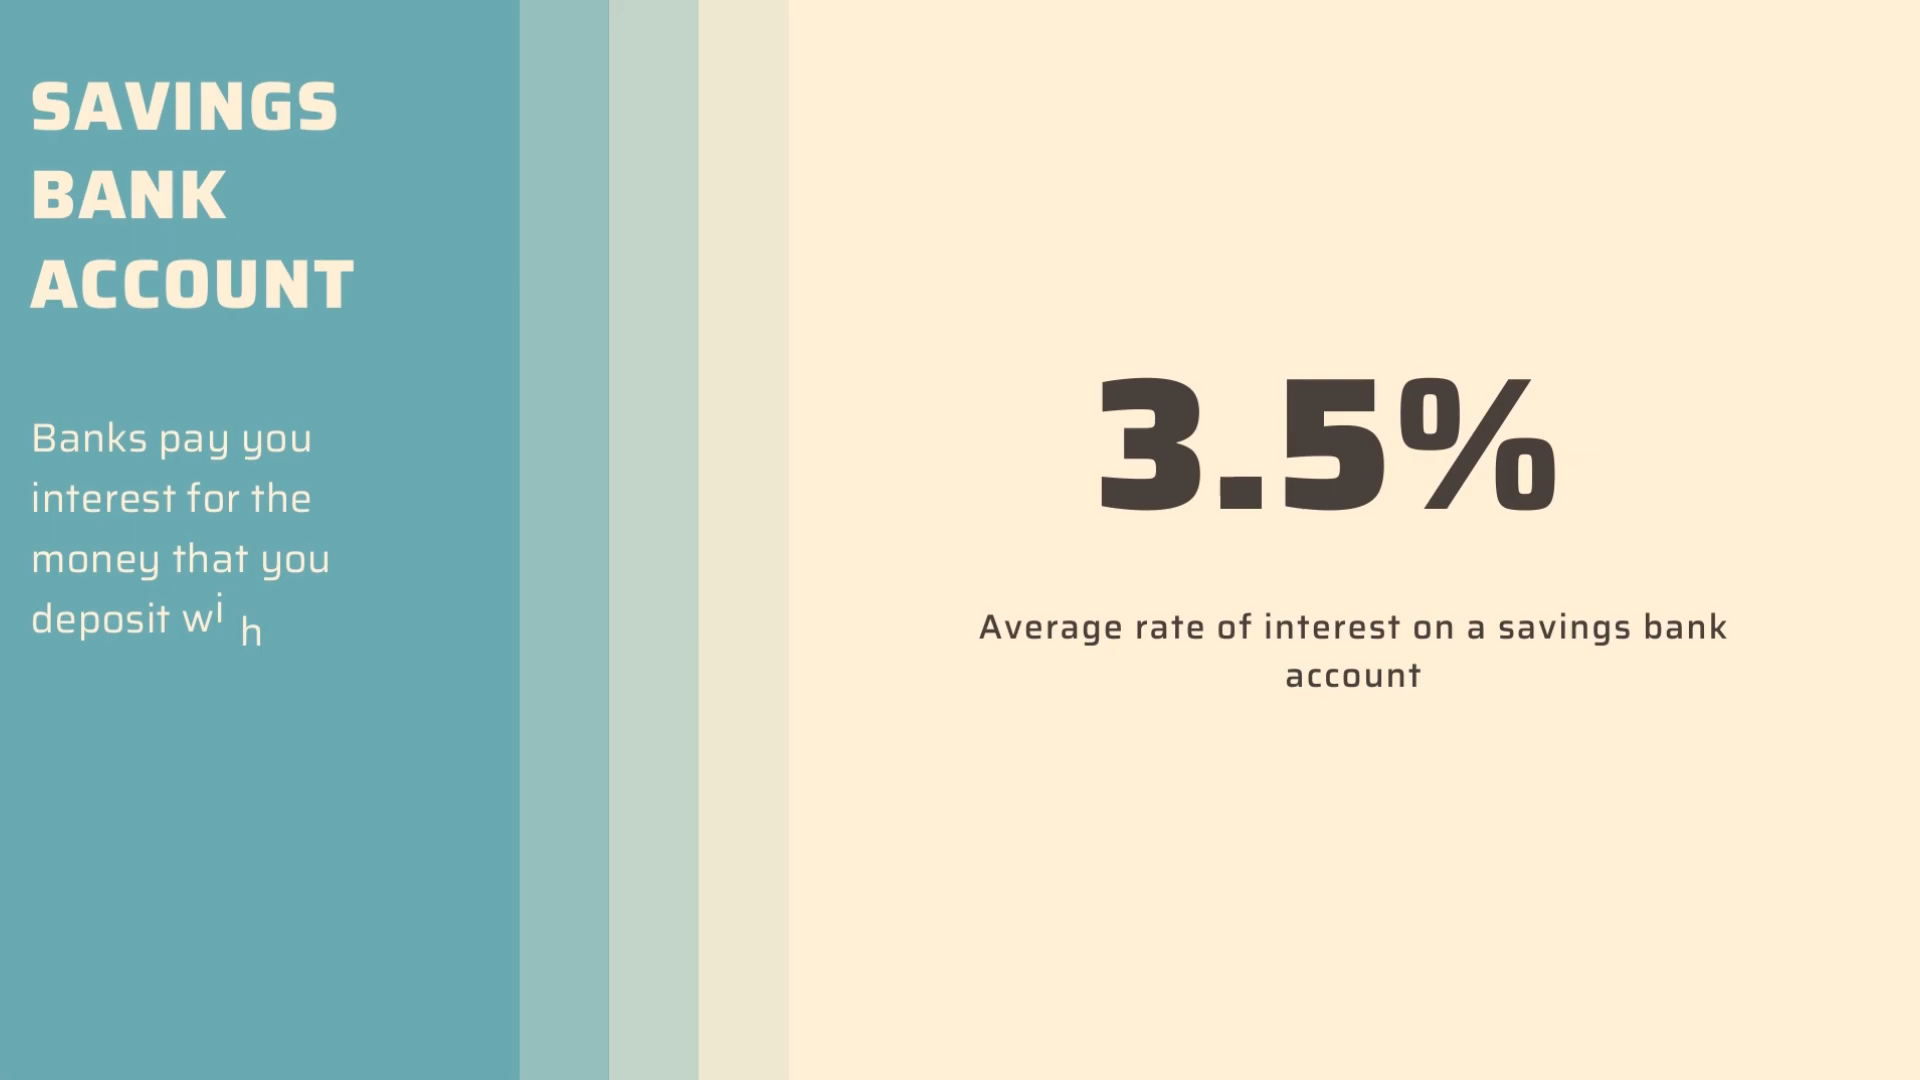 SAVINGS
BANK
ACCOUNT
Banks pay you
interest for the
money that you
deposit wi h
3.5%
Average rate of interest on a savings bank
account